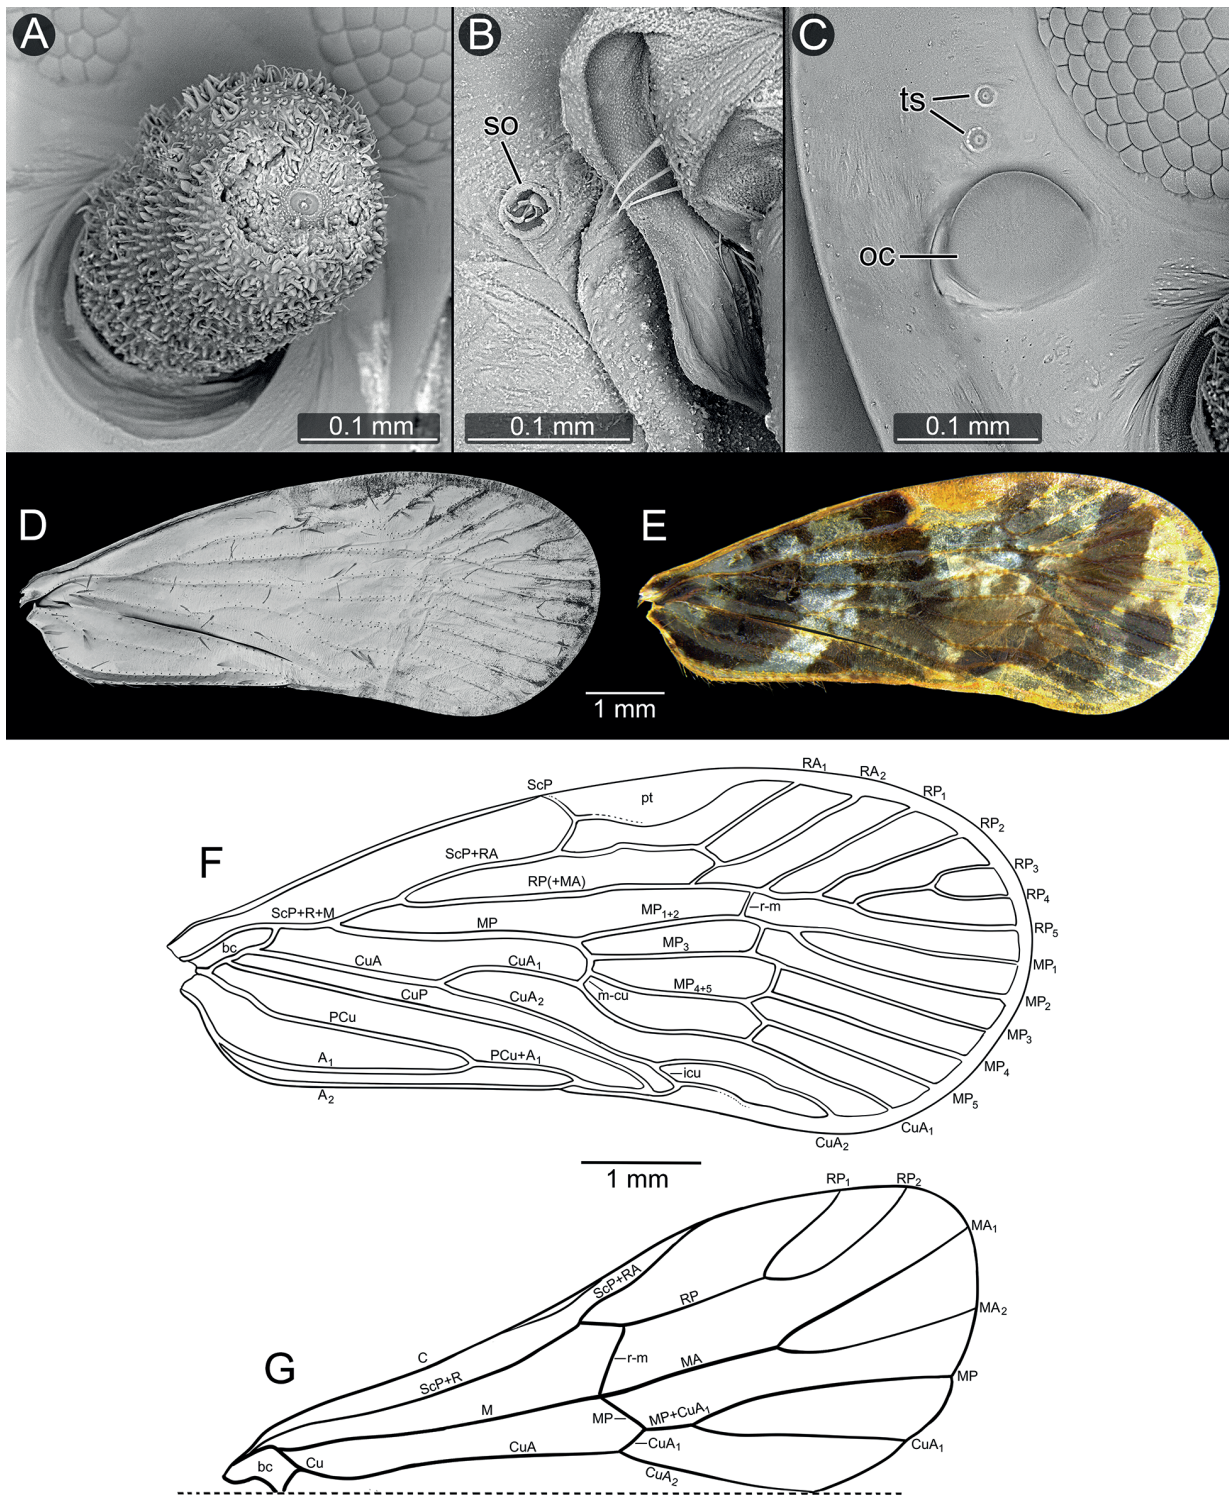 A
B
C
so
ts
oc
0.1 mm
0.1 mm
0.1 mm
D
E
1 mm
F
ScP
pt
RA1
RA2
RP1
RP2
RP3
RP4
RP5
ScP+RA
RP(+MA)
ScP+R+M
MP
MP1+2
r-m
MP3
bc
CuA
CuA1
CuP
CuA2
m-cu
MP4+5
PCu
MP1
MP2
MP3
MP4
MP5
A1
PCu+A1
icu
A2
CuA2
CuA1
1 mm
G
RP1
RP2
MA1
MA2
ScP+RA
RP
C
ScP+R
r-m
MA
M
MP
MP+CuA1
MP
CuA
CuA1
CuA1
CuA2
bc
Cu